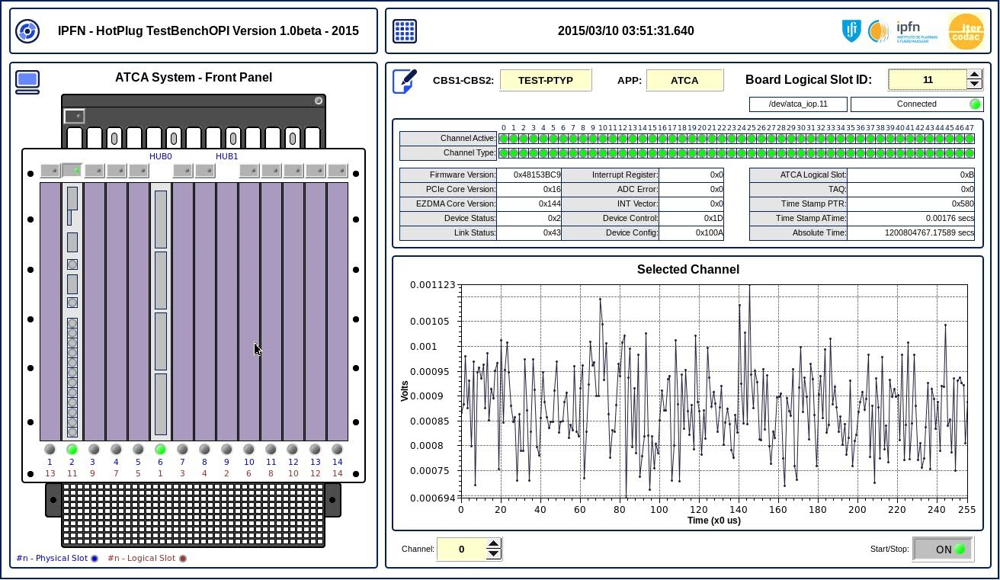 IPFN - HotPlug TestBenchOPI Version 1.0beta - 2015
2015/03/10 03:51:31.640
ipfn
INSTITUTO DE PLASMAS
E FUSÃO NUCLEAR
iter
codac
ATCA System - Front Panel
HUB0 HUB1
1 2 3 4 5 6 7 8 9 10 11 12 13 14
13 11 9 7 5 1 3 4 2 6 8 10 12 14
#n - Physical Slot #n - Logical Slot
CBS1-CBS2: TEST-PTYP APP: ATCA Board Logical Slot ID: 11
/dev/atca_iop.11 Connected
0 1 2 3 4 5 6 7 8 9 10 11 12 13 14 15 16 17 18 19 20 21 22 23 24 25 26 27 28 29 30 31 32 33 34 35 36 37 38 39 40 41 42 43 44 45 46 47
Channel Active:
Channel Type:
Firmware Version: 0x48153BC9 Interrupt Register: 0x0 ATCA Logical Slot: 0xB
PCIe Core Version: 0x16 ADC Error: 0x0 TAQ: 0x0
EZDMA Core Version: 0x144 INT Vector: 0x0 Time Stamp PTR: 0x580
Device Status: 0x2 Device Control: 0x1D Time Stamp ATime: 0.00176 secs
Link Status: 0x43 Device Config: 0x100A Absolute Time: 1200804767.17589 secs
Selected Channel
0.001123
0.00105
0.001
0.00095
0.0009
0.00085
0.0008
0.00075
0.000694
Volts
0 20 40 60 80 100 120 140 160 180 200 220 240 255
Time (x0 us)
Channel: 0 Start/Stop: ON